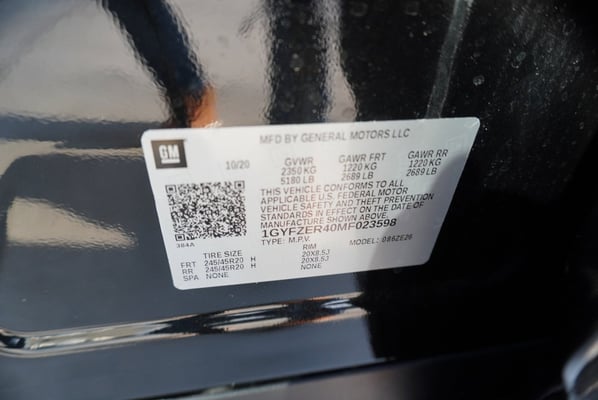 MFD BY GENERAL MOTORS LLC
GM
10/20 GVWR GAWR FRT GAWR RR
2350 KG 1220 KG 1220 KG
5180 LB 2689 LB 2689 LB
THIS VEHICLE CONFORMS TO ALL
APPLICABLE U.S. FEDERAL MOTOR
VEHICLE SAFETY AND THEFT PREVENTION
STANDARDS IN EFFECT ON THE DATE OF
MANUFACTURE SHOWN ABOVE.
1GYFZER40MF023598
384A
TYPE: M.P.V. MODEL: 086ZE26
TIRE SIZE RIM
FRT 245/45R20 H 20X8.5J
RR 245/45R20 H 20X8.5J
SPA NONE NONE